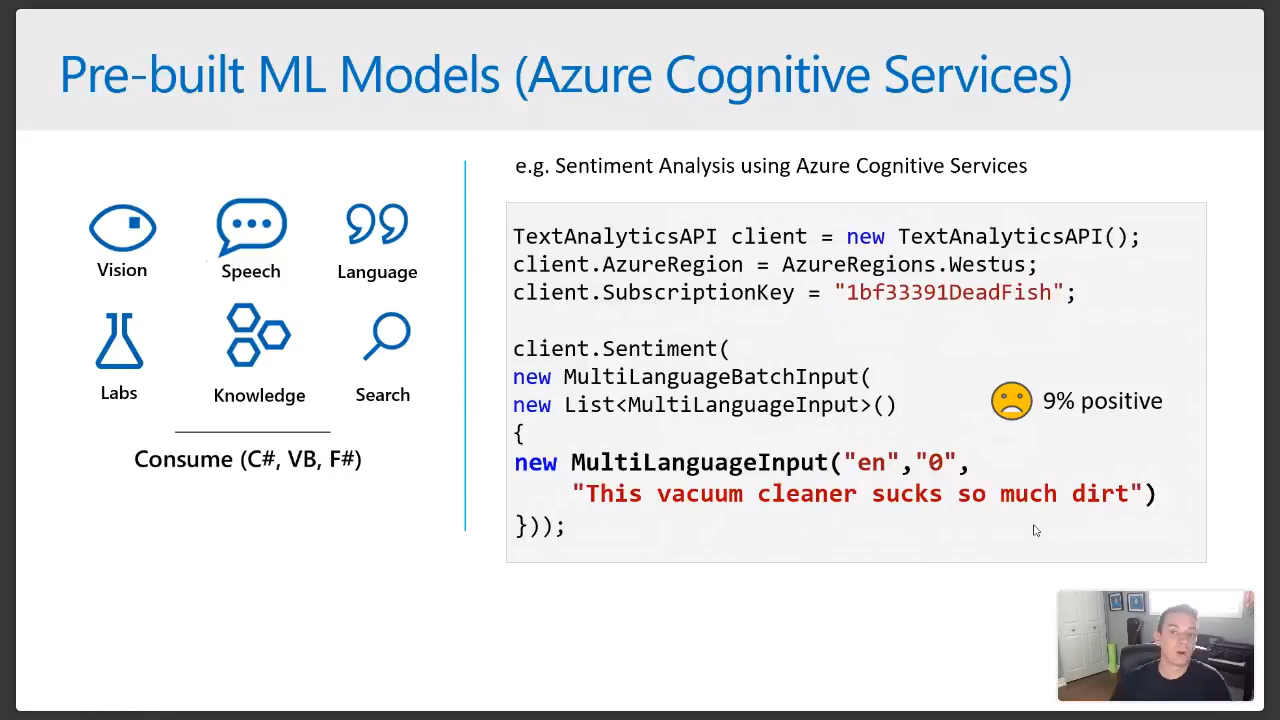 Pre-built ML Models (Azure Cognitive Services)
Vision
Speech
Language
Labs
Knowledge
Search
Consume (C#, VB, F#)
e.g. Sentiment Analysis using Azure Cognitive Services
TextAnalyticsAPI client = new TextAnalyticsAPI();
client.AzureRegion = AzureRegions.Westus;
client.SubscriptionKey = "1bf33391DeadFish";
client.Sentiment(
new MultiLanguageBatchInput(
new List<MultiLanguageInput>()
{
new MultiLanguageInput("en","0",
"This vacuum cleaner sucks so much dirt")
}));
9% positive